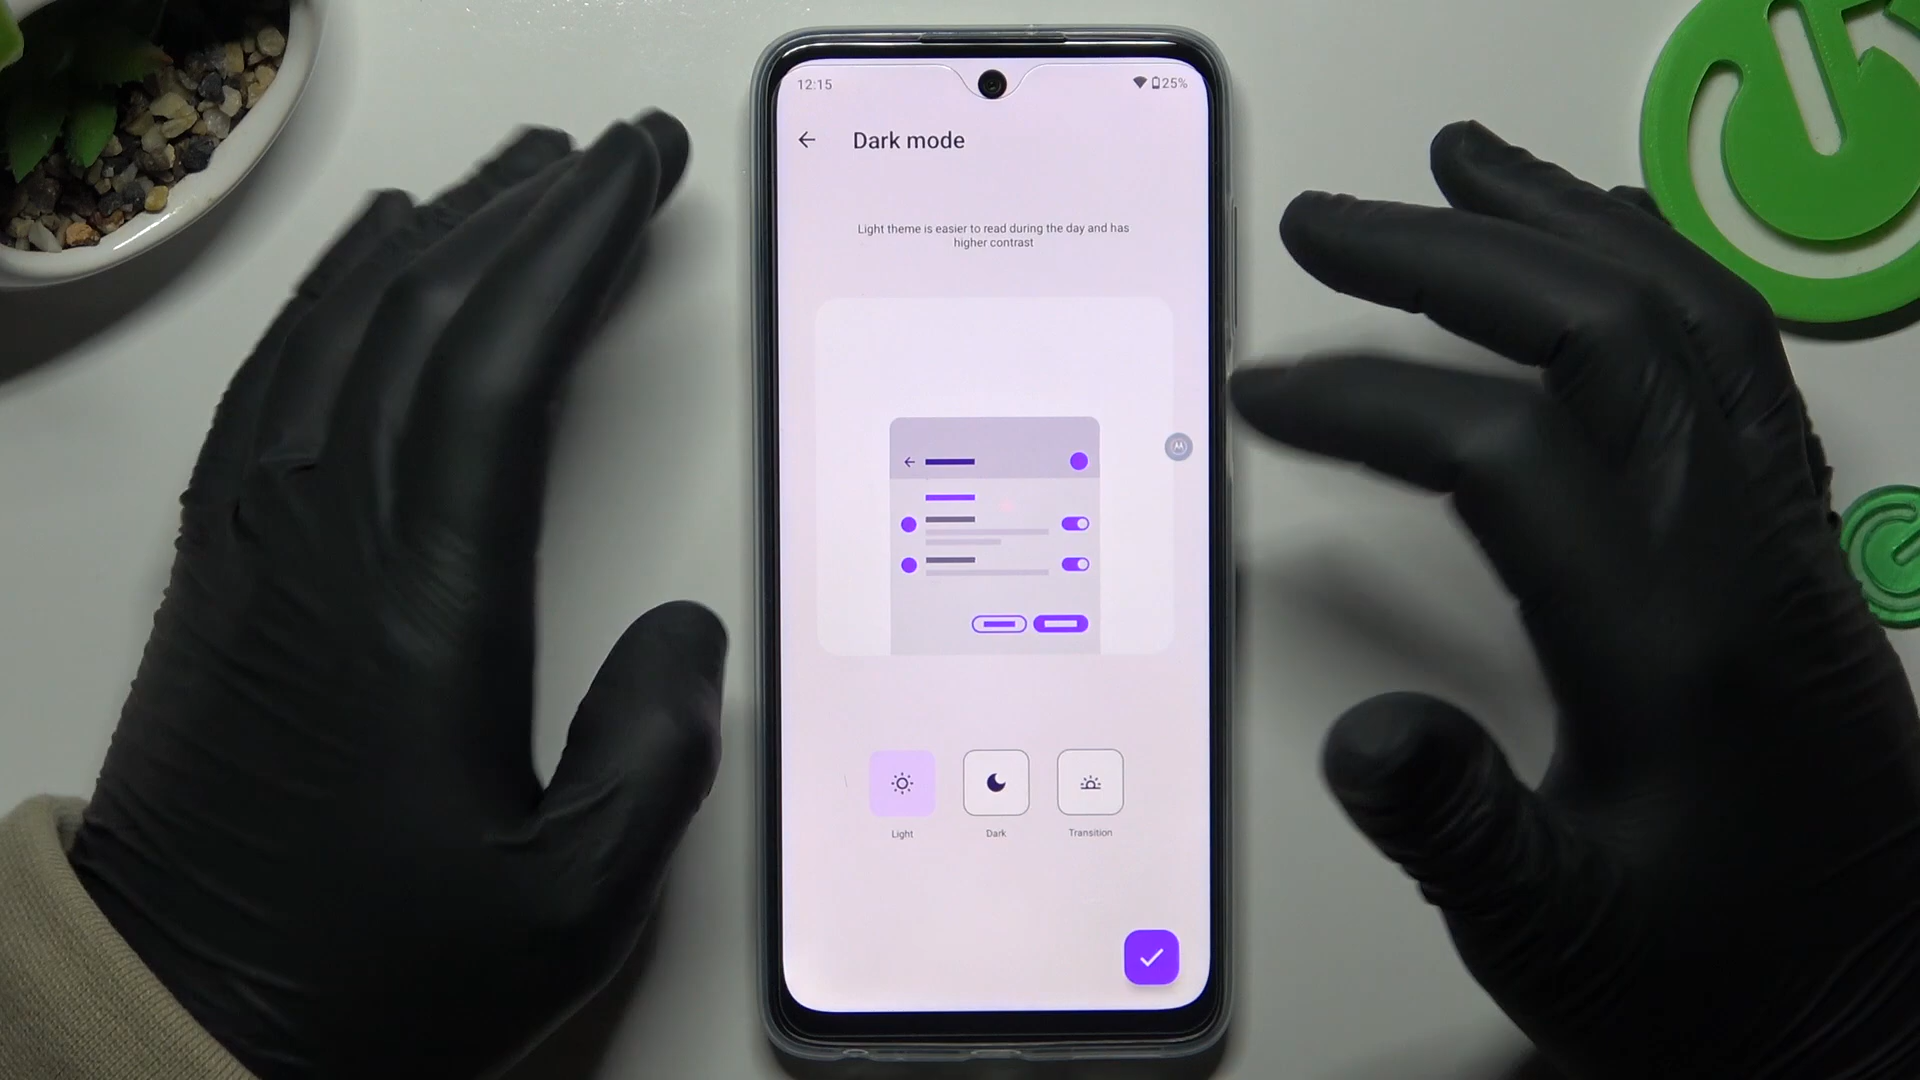 12:15
25%
Dark mode
Light theme is easier to read during the day and has
higher contrast
Light
Dark
Transition